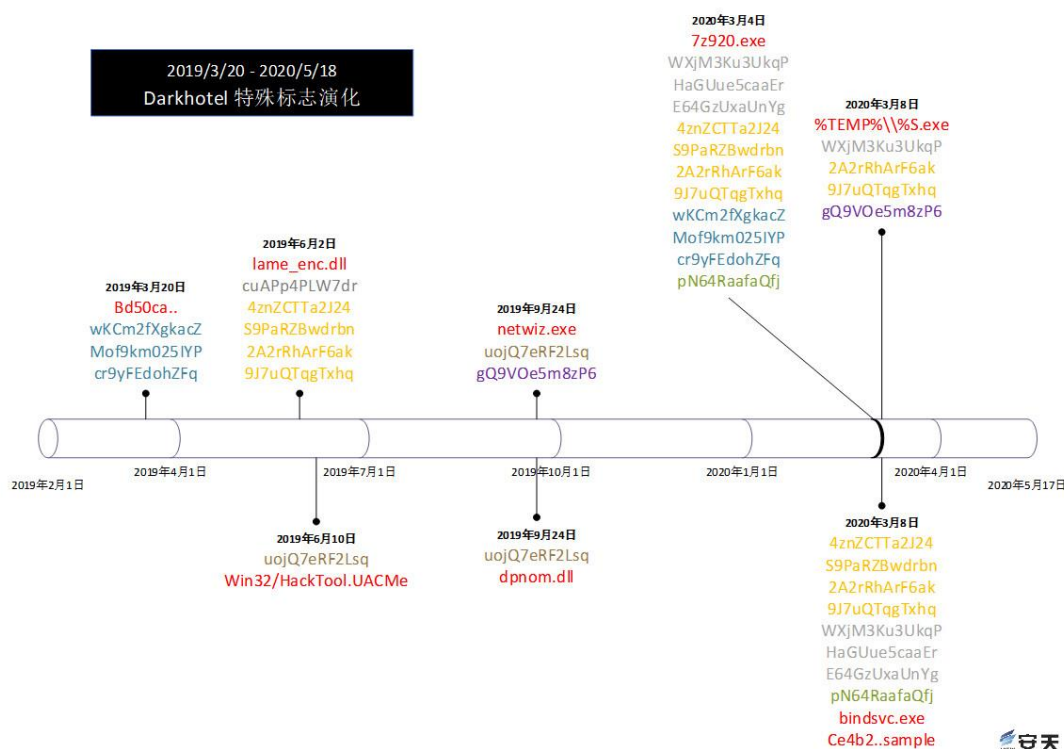 2019/3/20 - 2020/5/18
Darkhotel 特殊标志演化
2019年3月20日
Bd50ca..
wKCm2fXgkacZ
Mof9km025IYP
cr9yFEdohZFq
2019年6月2日
lame_enc.dll
cuAPp4PLW7dr
4znZCTTa2J24
S9PaRZBwdrbn
2A2rRhArF6ak
9J7uQTqgTxhq
2019年9月24日
netwiz.exe
uojQ7eRF2Lsq
gQ9VOe5m8zP6
2020年3月4日
7z920.exe
WXjM3Ku3UkqP
HaGUue5caaEr
E64GzUxaUnYg
4znZCTTa2J24
S9PaRZBwdrbn
2A2rRhArF6ak
9J7uQTqgTxhq
wKCm2fXgkacZ
Mof9km025IYP
cr9yFEdohZFq
pN64RaafaQfj
2020年3月8日
%TEMP%\\%S.exe
WXjM3Ku3UkqP
2A2rRhArF6ak
9J7uQTqgTxhq
gQ9VOe5m8zP6
2019年2月1日
2019年4月1日
2019年7月1日
2019年10月1日
2020年1月1日
2020年4月1日
2020年5月17日
2019年6月10日
uojQ7eRF2Lsq
Win32/HackTool.UACMe
2019年9月24日
uojQ7eRF2Lsq
dpnom.dll
2020年3月8日
4znZCTTa2J24
S9PaRZBwdrbn
2A2rRhArF6ak
9J7uQTqgTxhq
WXjM3Ku3UkqP
HaGUue5caaEr
E64GzUxaUnYg
pN64RaafaQfj
bindsvc.exe
Ce4b2..sample
安天